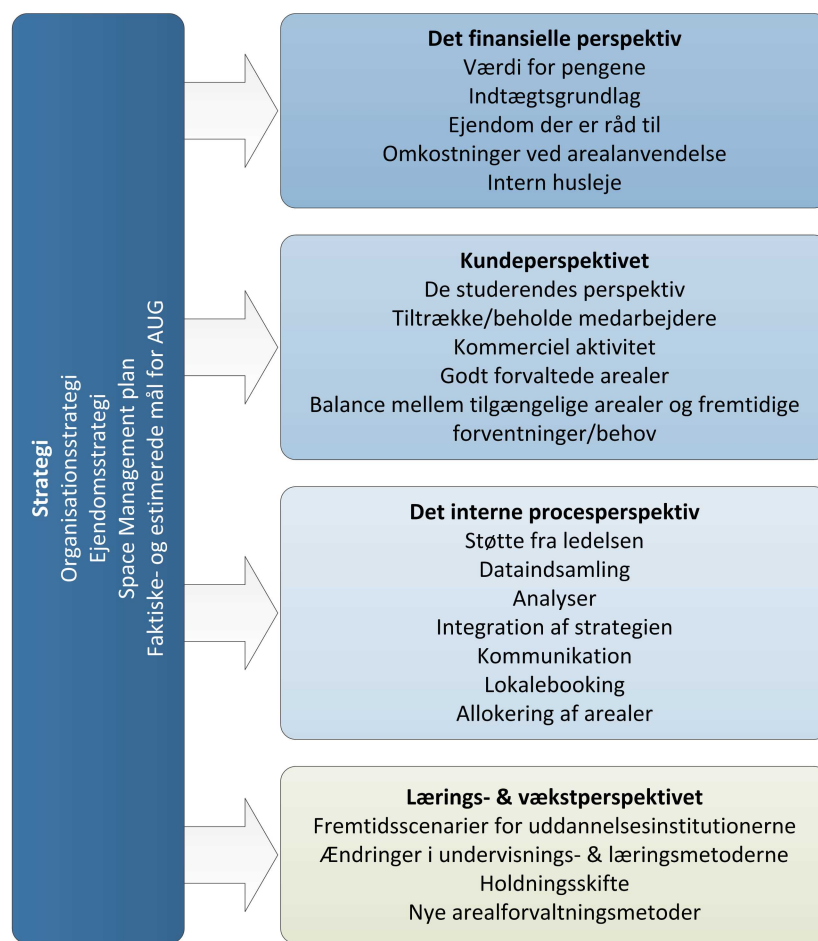 Strategi
Organisationsstrategi
Ejendomsstrategi
Space Management plan
Faktiske- og estimerede mål for AUG
Det finansielle perspektiv
Værdi for pengene
Indtægtsgrundlag
Ejendom der er råd til
Omkostninger ved arealanvendelse
Intern husleje
Kundeperspektivet
De studerendes perspektiv
Tiltrække/beholde medarbejdere
Kommerciel aktivitet
Godt forvaltede arealer
Balance mellem tilgængelige arealer og fremtidige
forventninger/behov
Det interne procesperspektiv
Støtte fra ledelsen
Dataindsamling
Analyser
Integration af strategien
Kommunikation
Lokalebooking
Allokering af arealer
Lærings- & vækstperspektivet
Fremtidsscenarier for uddannelsesinstitutionerne
Ændringer i undervisnings- & læringsmetoderne
Holdningsskifte
Nye arealforvaltningsmetoder